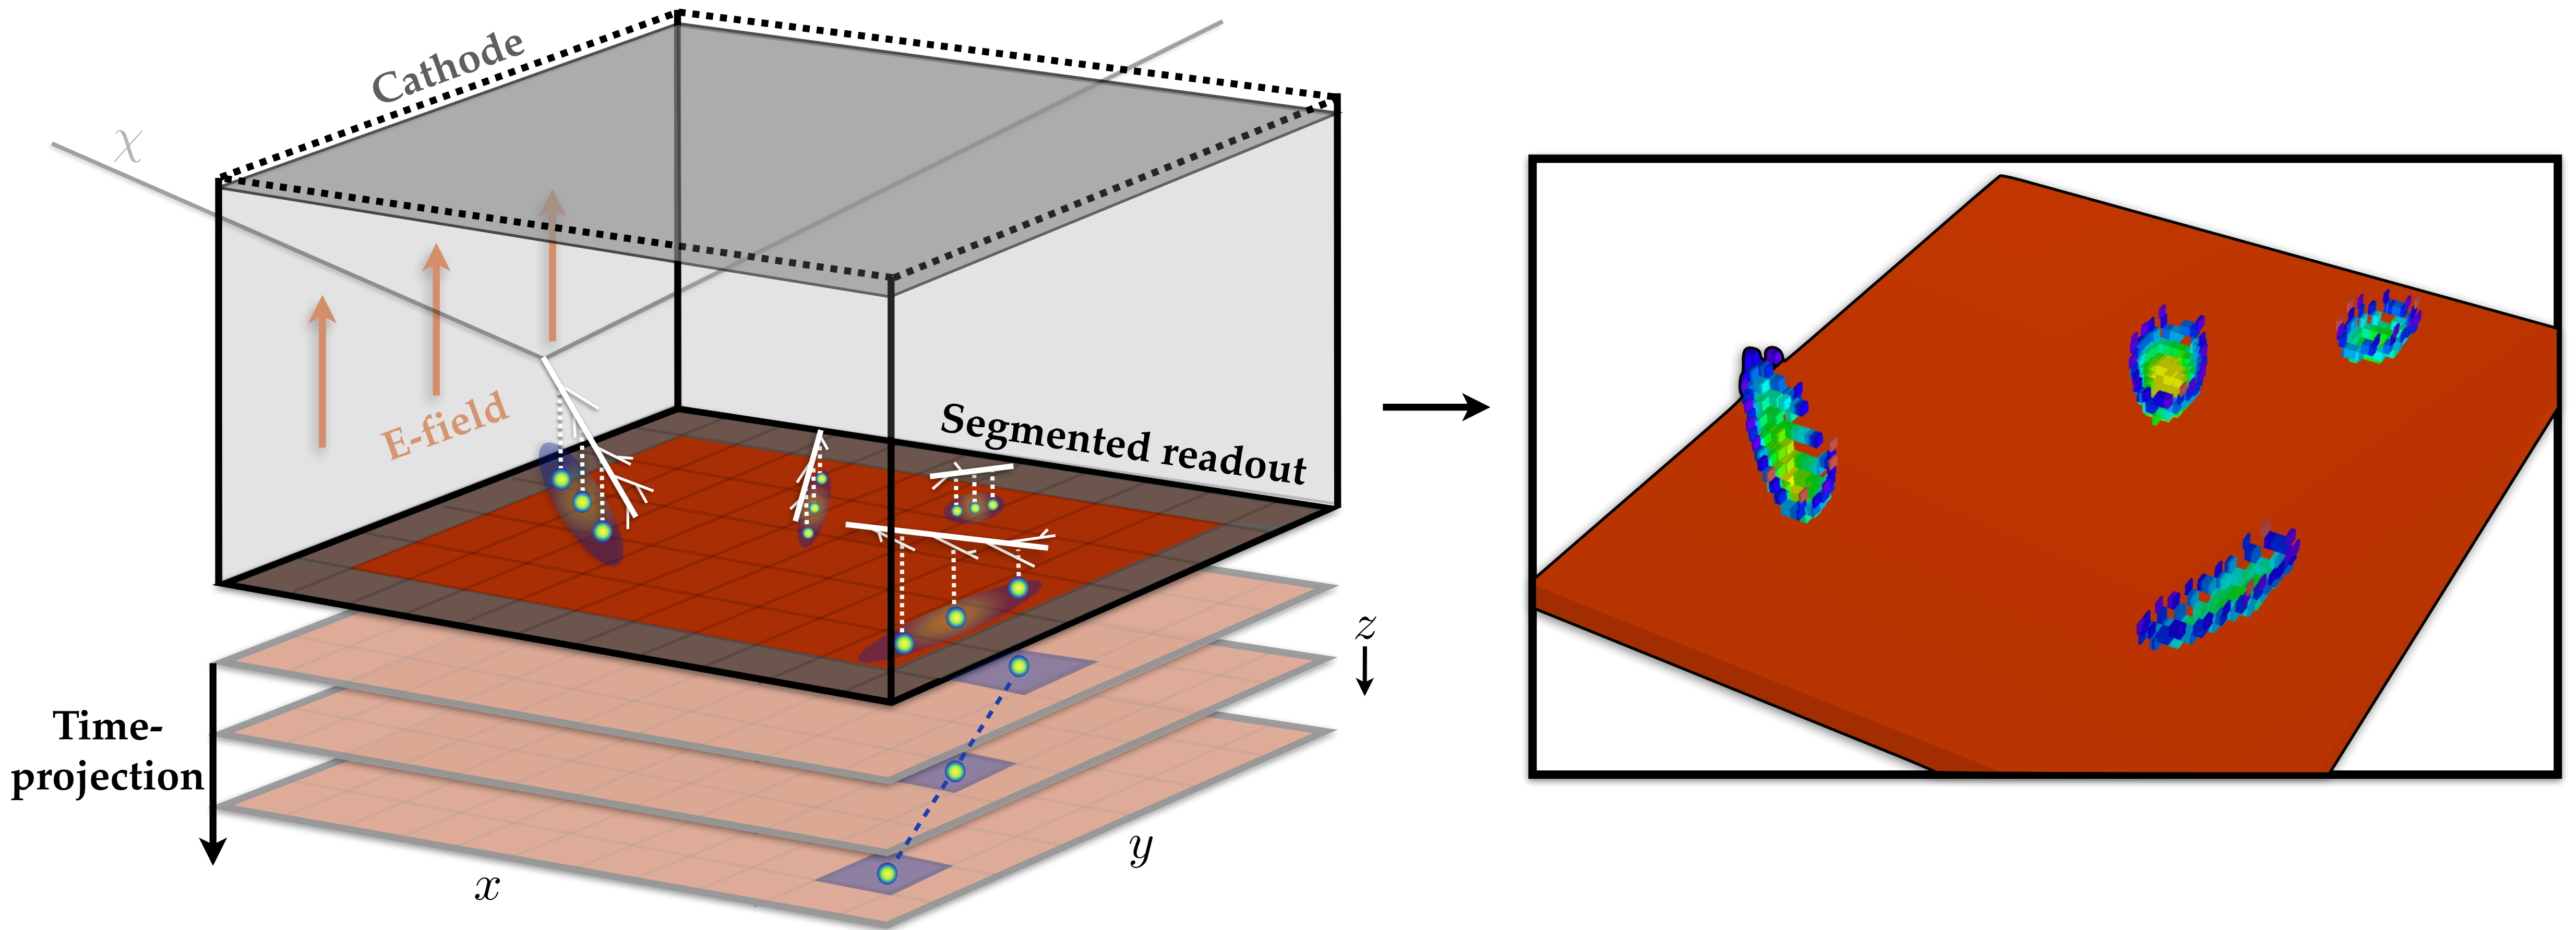 Cathode
χ
E-field
Segmented readout
z
Time-
projection
y
x